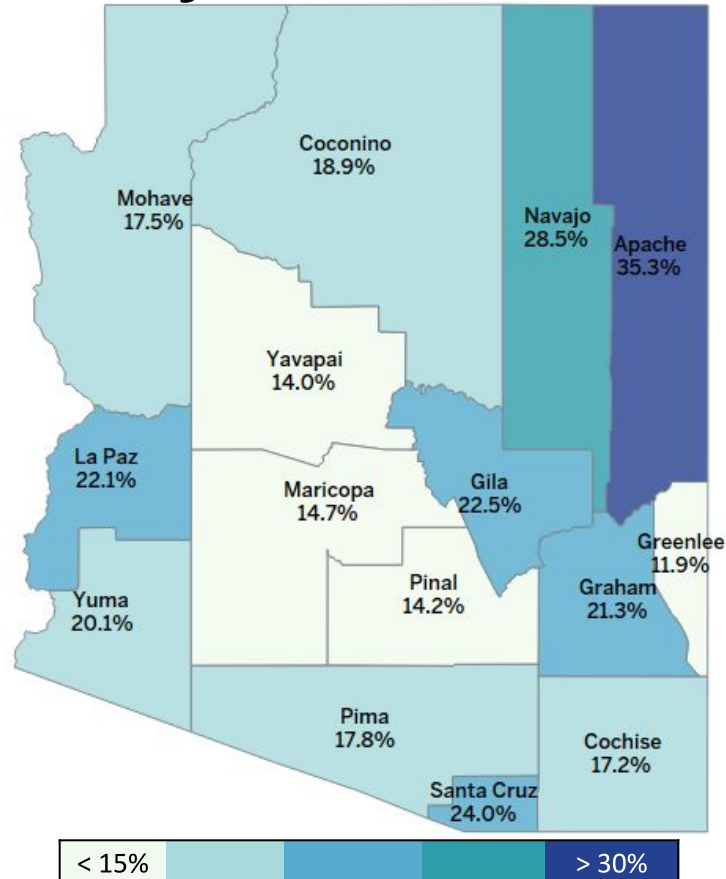 Coconino
18.9%
Mohave
17.5%
Navajo
28.5%
Apache
35.3%
Yavapai
14.0%
La Paz
22.1%
Maricopa
14.7%
Gila
22.5%
Greenlee
11.9%
Pinal
14.2%
Graham
21.3%
Yuma
20.1%
Pima
17.8%
Cochise
17.2%
Santa Cruz
24.0%
< 15%
> 30%